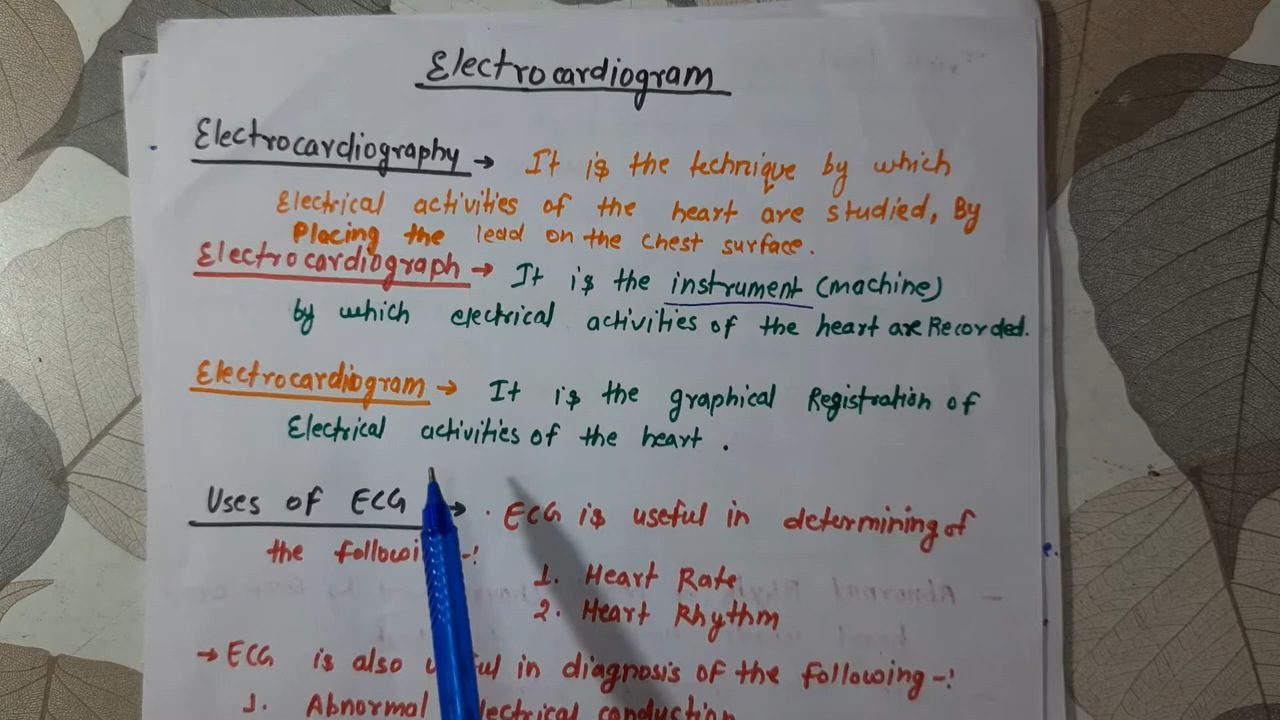 Electrocardiogram
Electrocardiography → It is the technique by which
Electrical activities of the heart are studied, By
Placing the lead on the chest surface.
Electrocardiograph → It is the instrument (machine)
by which electrical activities of the heart are Recorded.
Electrocardiogram → It is the graphical Registration of
Electrical activities of the heart.
Uses of ECG → · ECG is useful in determining of
the -:
1. Heart Rate
2. Heart Rhythm
→ ECG is also in diagnosis of the following -:
1. Abnormal conduction